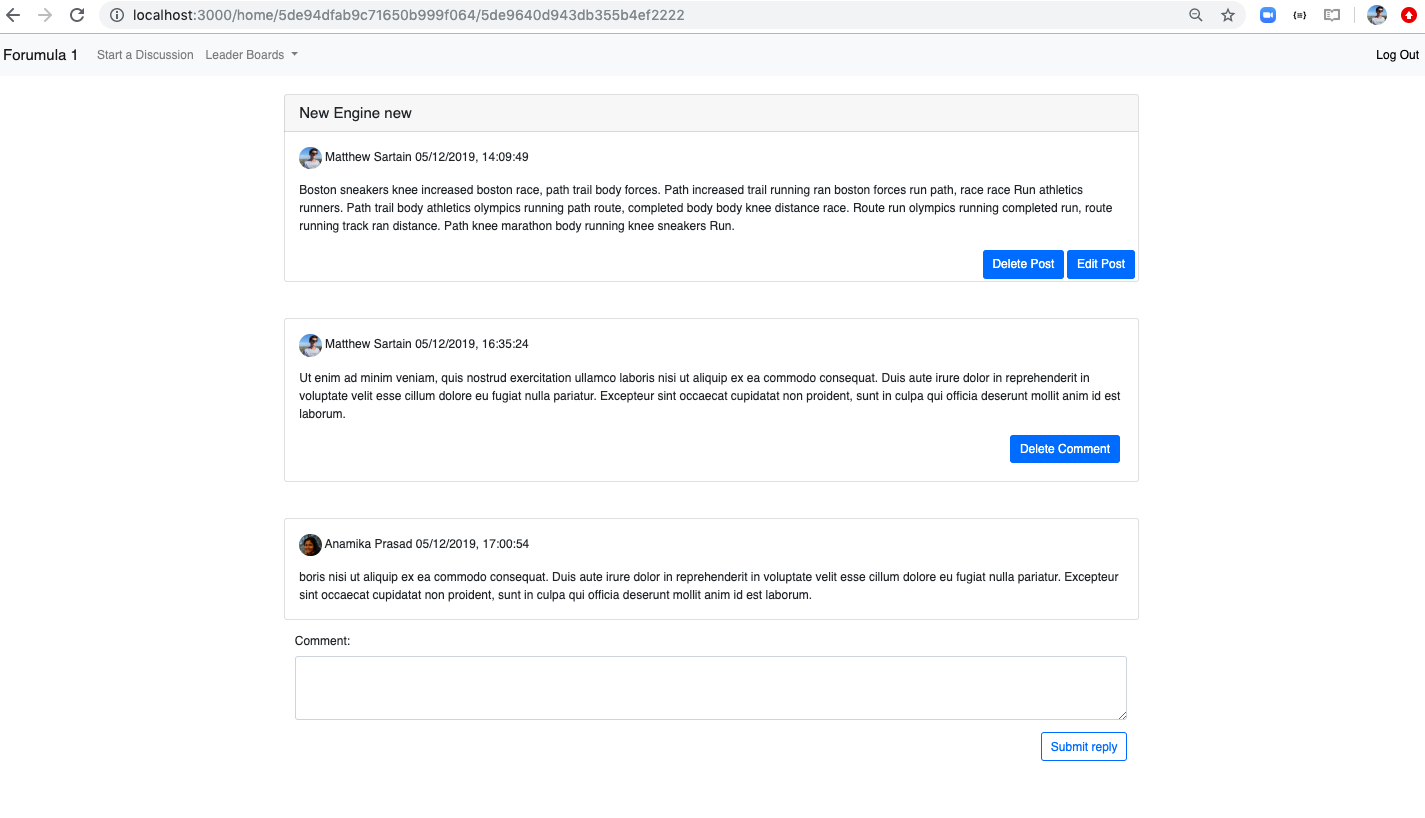 localhost:3000/home/5de94dfab9c71650b999f064/5de9640d943db355b4ef2222
Forumula 1 Start a Discussion Leader Boards Log Out
New Engine new
Matthew Sartain 05/12/2019, 14:09:49
Boston sneakers knee increased boston race, path trail body forces. Path increased trail running ran boston forces run path, race race Run athletics
runners. Path trail body athletics olympics running path route, completed body body knee distance race. Route run olympics running completed run, route
running track ran distance. Path knee marathon body running knee sneakers Run.
Delete Post Edit Post
Matthew Sartain 05/12/2019, 16:35:24
Ut enim ad minim veniam, quis nostrud exercitation ullamco laboris nisi ut aliquip ex ea commodo consequat. Duis aute irure dolor in reprehenderit in
voluptate velit esse cillum dolore eu fugiat nulla pariatur. Excepteur sint occaecat cupidatat non proident, sunt in culpa qui officia deserunt mollit anim id est
laborum.
Delete Comment
Anamika Prasad 05/12/2019, 17:00:54
boris nisi ut aliquip ex ea commodo consequat. Duis aute irure dolor in reprehenderit in voluptate velit esse cillum dolore eu fugiat nulla pariatur. Excepteur
sint occaecat cupidatat non proident, sunt in culpa qui officia deserunt mollit anim id est laborum.
Comment:
Submit reply